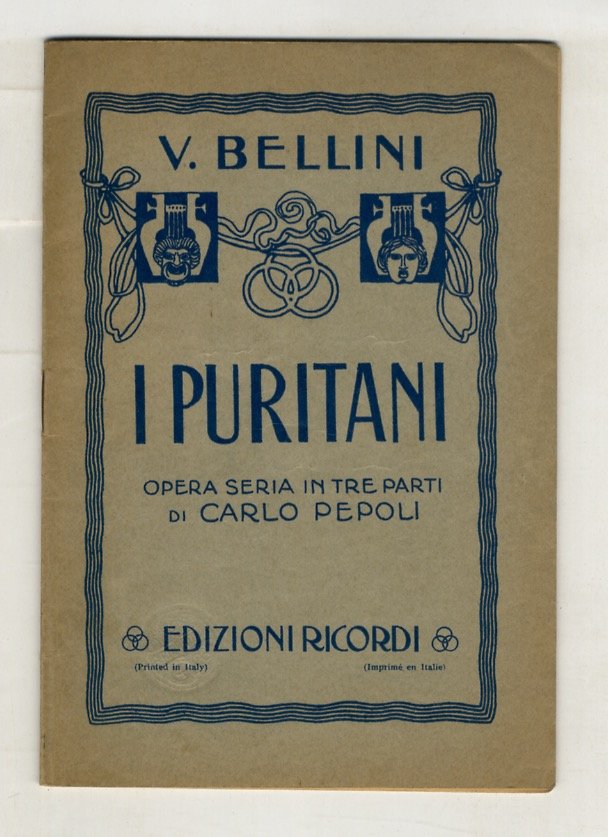 V. BELLINI
I PURITANI
OPERA SERIA IN TRE PARTI
DI CARLO PEPOLI
EDIZIONI RICORDI
(Printed in Italy) (Imprimé en Italie)